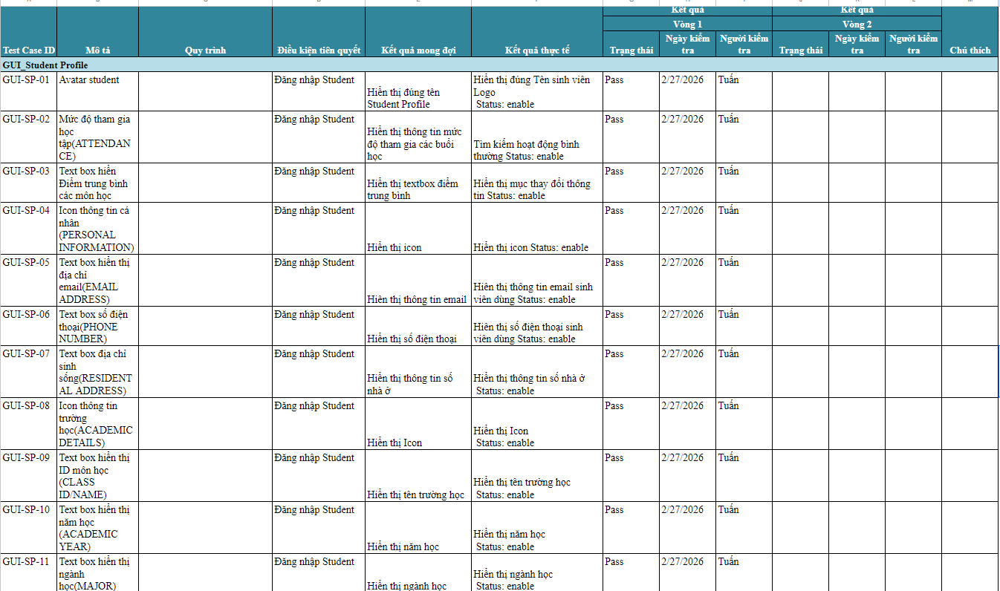 Kết quả Kết quả
Vòng 1 Vòng 2
Test Case ID Mô tả Quy trình Điều kiện tiên quyết Kết quả mong đợi Kết quả thực tế Trạng thái Ngày kiểm tra Người kiểm tra Trạng thái Ngày kiểm tra Người kiểm tra Chú thích
GUI_Student Profile
GUI-SP-01 Avatar student Đăng nhập Student Hiển thị đúng tên Student Profile Hiển thị đúng Tên sinh viên Logo Status: enable Pass 2/27/2026 Tuấn
GUI-SP-02 Mức độ tham gia học tập(ATTENDANCE) Đăng nhập Student Hiển thị thông tin mức độ tham gia các buổi học Tìm kiếm hoạt động bình thường Status: enable Pass 2/27/2026 Tuấn
GUI-SP-03 Text box hiển Điểm trung bình các môn học Đăng nhập Student Hiển thị textbox điểm trung bình Hiển thị mục thay đổi thông tin Status: enable Pass 2/27/2026 Tuấn
GUI-SP-04 Icon thông tin cá nhân (PERSONAL INFORMATION) Đăng nhập Student Hiển thị icon Hiển thị icon Status: enable Pass 2/27/2026 Tuấn
GUI-SP-05 Text box hiển thị địa chỉ email(EMAIL ADDRESS) Đăng nhập Student Hiên thị thông tin email Hiên thị thông tin email sinh viên dùng Status: enable Pass 2/27/2026 Tuấn
GUI-SP-06 Text box số điện thoại(PHONE NUMBER) Đăng nhập Student Hiển thị số điện thoại Hiên thị số điện thoại sinh viên dùng Status: enable Pass 2/27/2026 Tuấn
GUI-SP-07 Text box địa chỉ sinh sống(RESIDENTAL ADDRESS) Đăng nhập Student Hiển thị thông tin số nhà ở Hiển thị thông tin số nhà ở Status: enable Pass 2/27/2026 Tuấn
GUI-SP-08 Icon thông tin trường học(ACADEMIC DETAILS) Đăng nhập Student Hiển thị Icon Hiển thị Icon Status: enable Pass 2/27/2026 Tuấn
GUI-SP-09 Text box hiển thị ID môn học (CLASS ID/NAME) Đăng nhập Student Hiển thị tên trường học Hiển thị tên trường học Status: enable Pass 2/27/2026 Tuấn
GUI-SP-10 Text box hiển thị năm học (ACADEMIC YEAR) Đăng nhập Student Hiển thị năm học Hiển thị năm học Status: enable Pass 2/27/2026 Tuấn
GUI-SP-11 Text box hiển thị ngành học(MAJOR) Đăng nhập Student Hiển thị ngành học Hiển thị ngành học Status: enable Pass 2/27/2026 Tuấn